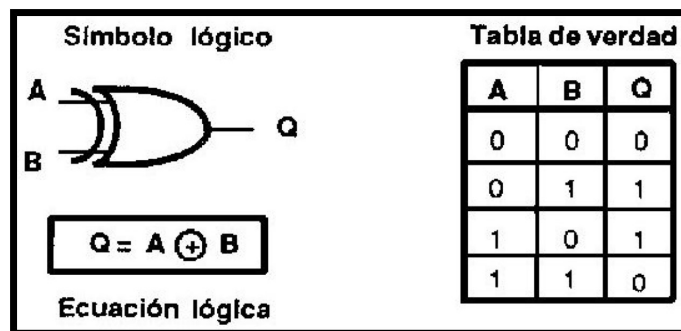 Símbolo lógico
A
B
Q
Q = A ⊕ B
Ecuación lógica
Tabla de verdad
A B Q
0 0 0
0 1 1
1 0 1
1 1 0